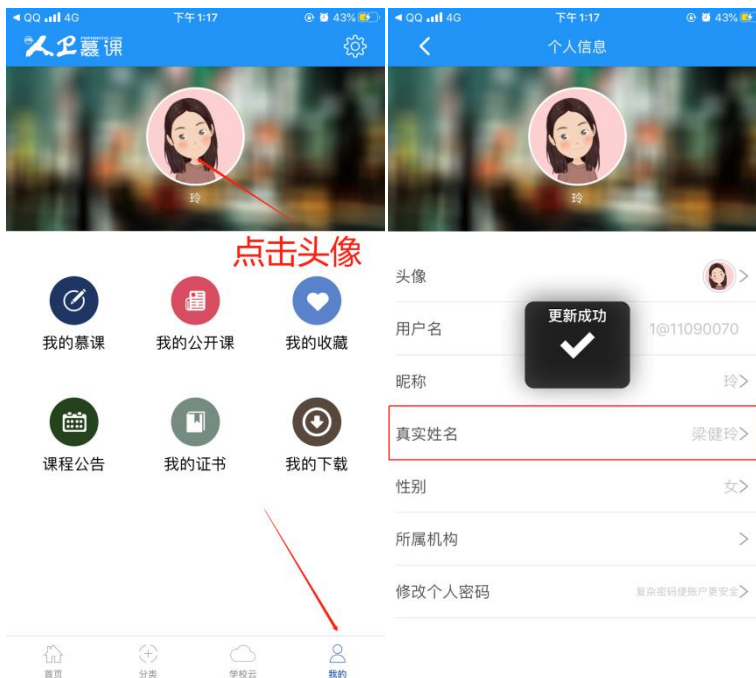 QQ 4G 下午1:17 43%
人卫慕课
玲
点击头像
我的慕课 我的公开课 我的收藏
课程公告 我的证书 我的下载
首页 分类 学校云 我的
QQ 4G 下午1:17 43%
个人信息
玲
头像
用户名 1@11090070
更新成功
昵称 玲
真实姓名 梁健玲
性别 女
所属机构
修改个人密码 复杂密码使账户更安全